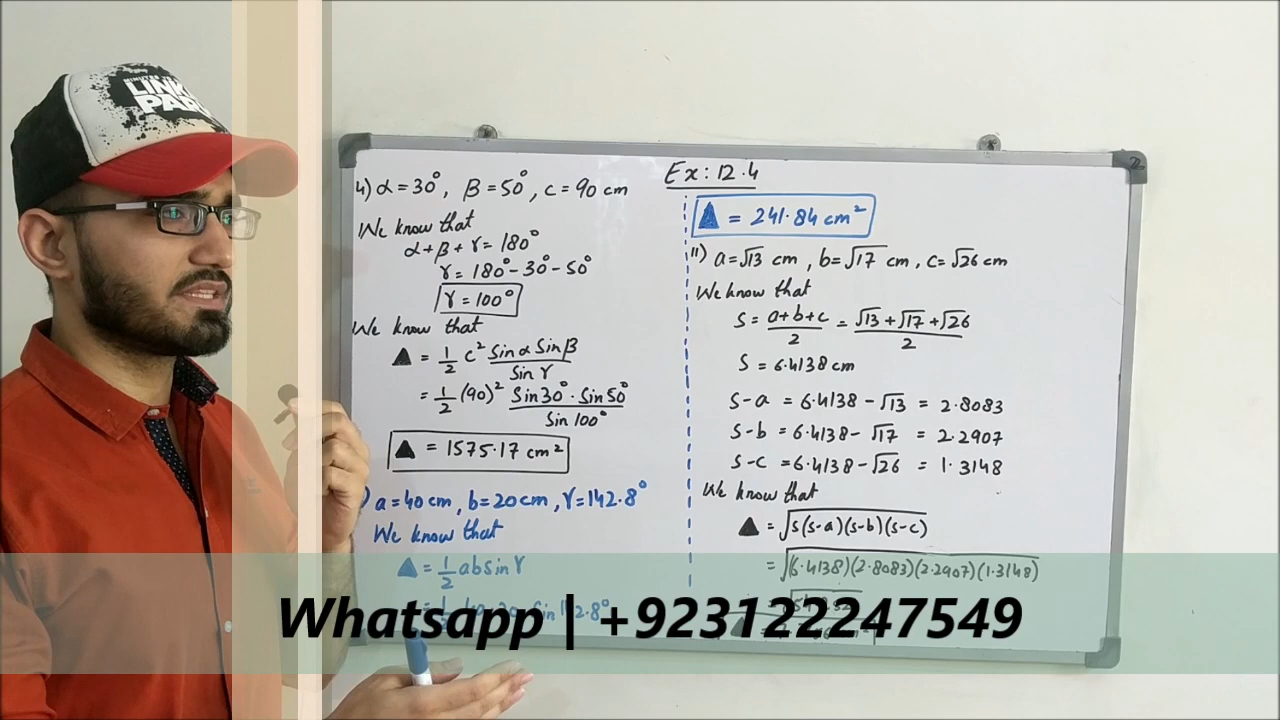 LINK
PAR
Ex: 12.4
4) α = 30°, β = 50°, c = 90 cm
We know that
α + β + γ = 180°
γ = 180° - 30° - 50°
γ = 100°
We know that
▲ = 1/2 c² Sin α Sin β / Sin γ
= 1/2 (90)² Sin 30° · Sin 50° / Sin 100°
▲ = 1575.17 cm²
) a = 40 cm, b = 20 cm, γ = 142.8°
We know that
▲ = 1/2 ab sin γ
▲ = 241.84 cm²
11) a = √13 cm, b = √17 cm, c = √26 cm
We know that
S = a + b + c / 2 = √13 + √17 + √26 / 2
S = 6.4138 cm
S - a = 6.4138 - √13 = 2.8083
S - b = 6.4138 - √17 = 2.2907
S - c = 6.4138 - √26 = 1.3148
We know that
▲ = √s(s-a)(s-b)(s-c)
= √(6.4138)(2.8083)(2.2907)(1.3148)
Whatsapp | +923122247549